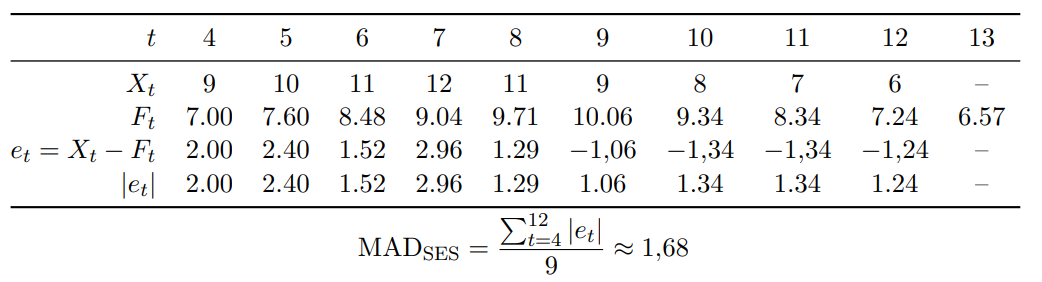 t 4 5 6 7 8 9 10 11 12 13
X_t 9 10 11 12 11 9 8 7 6 –
F_t 7.00 7.60 8.48 9.04 9.71 10.06 9.34 8.34 7.24 6.57
e_t = X_t − F_t 2.00 2.40 1.52 2.96 1.29 −1,06 −1,34 −1,34 −1,24 –
|e_t| 2.00 2.40 1.52 2.96 1.29 1.06 1.34 1.34 1.24 –
MAD_SES = ∑_{t=4}^{12} |e_t| / 9 ≈ 1,68